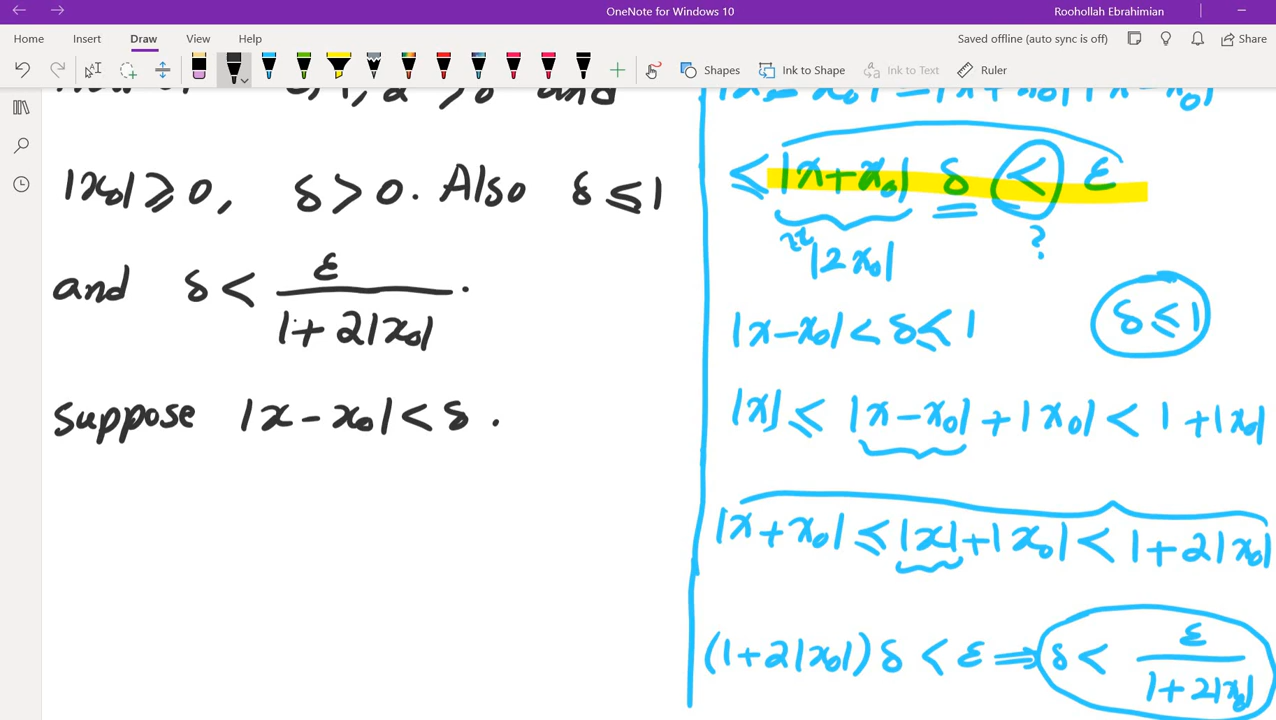 OneNote for Windows 10
Roohollah Ebrahimian
Home Insert Draw View Help
Saved offline (auto sync is off)
Share
Shapes
Ink to Shape
Ink to Text
Ruler
and
|x₀| ⩾ 0, δ > 0. Also δ ⩽ 1
and δ < ε / (1 + 2|x₀|) .
suppose |x - x₀| < δ .
⩽ |x + x₀| δ < ε
≈ |2x₀|
?
|x - x₀| < δ ⩽ 1
δ ⩽ 1
|x| ⩽ |x - x₀| + |x₀| < 1 + |x₀|
|x + x₀| ⩽ |x| + |x₀| < 1 + 2|x₀|
(1 + 2|x₀|) δ < ε ⟹ δ < ε / (1 + 2|x₀|)